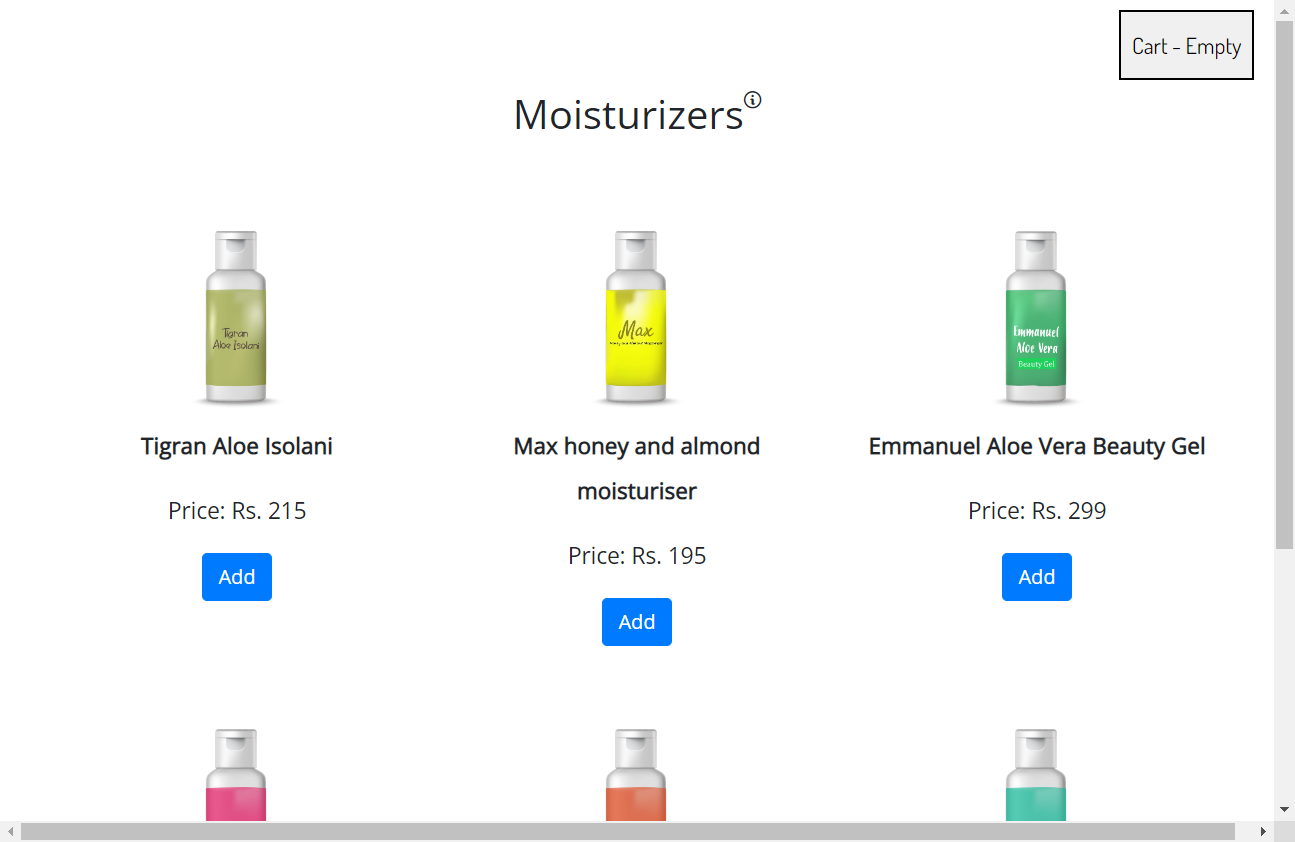 Cart - Empty
Moisturizers
Tigran
Aloe Isolani
Max
Emmanuel
Aloe Vera
Beauty Gel
Tigran Aloe Isolani
Max honey and almond
moisturiser
Emmanuel Aloe Vera Beauty Gel
Price: Rs. 215
Price: Rs. 195
Price: Rs. 299
Add
Add
Add